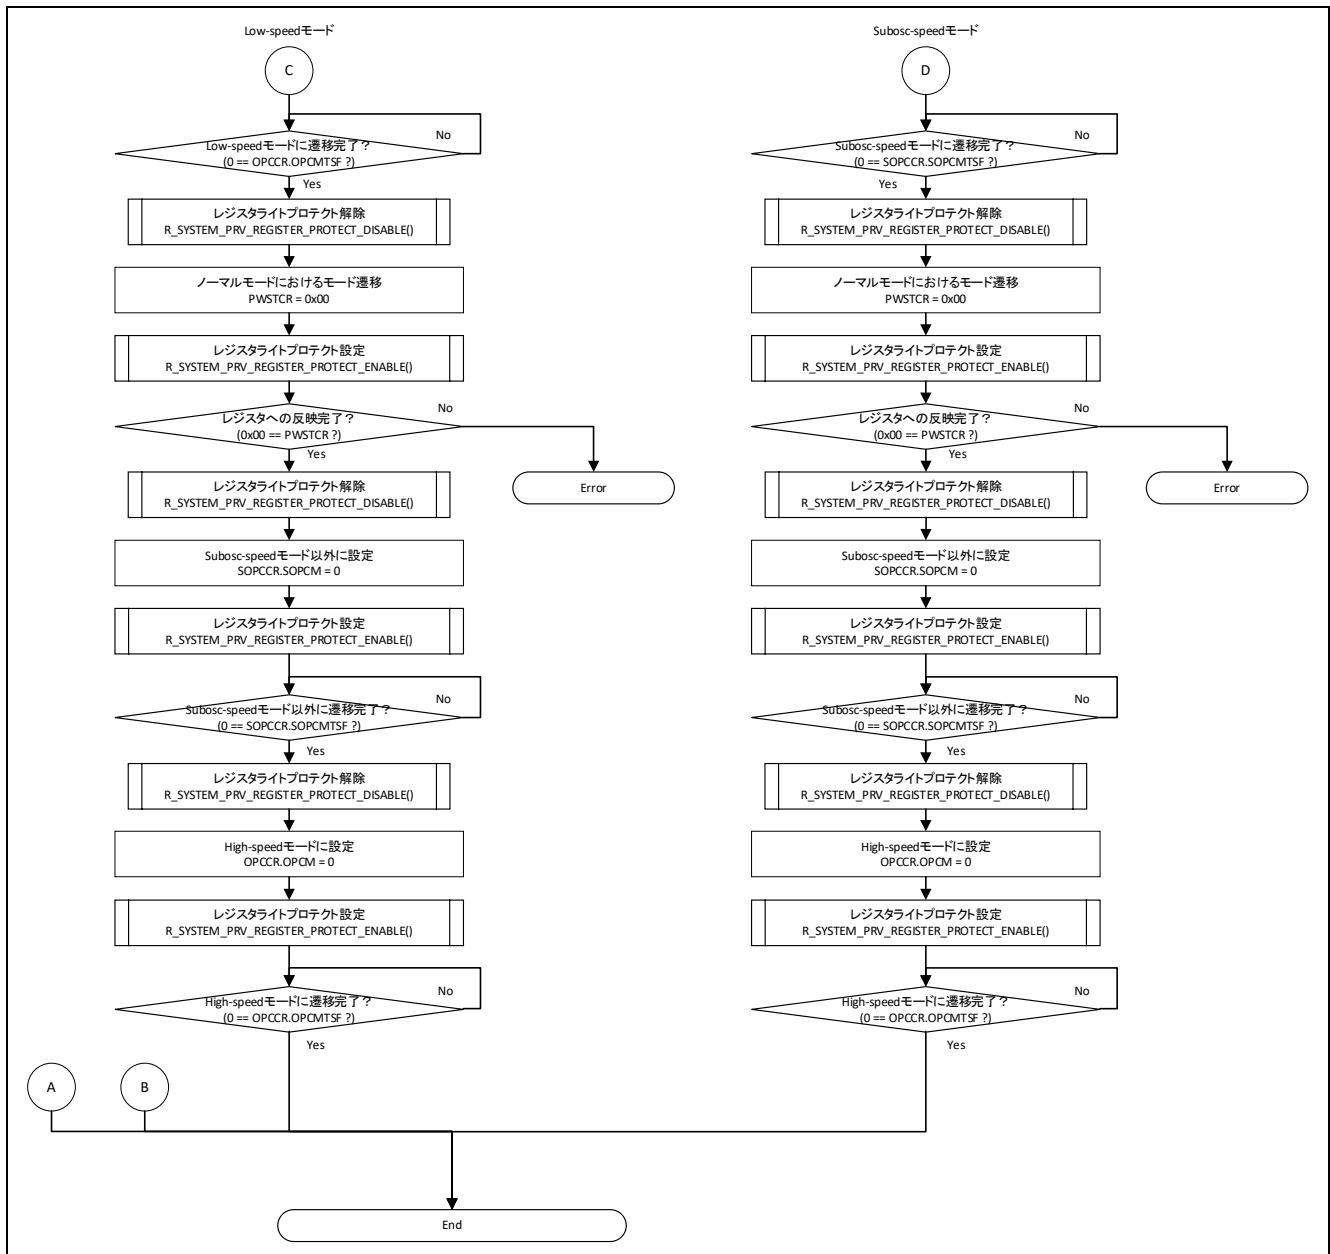 Low-speedモード
C
Low-speedモードに遷移完了？
(0 == OPCCR.OPCMTSF ?)
No
Yes
レジスタライトプロテクト解除
R_SYSTEM_PRV_REGISTER_PROTECT_DISABLE()
ノーマルモードにおけるモード遷移
PWSTCR = 0x00
レジスタライトプロテクト設定
R_SYSTEM_PRV_REGISTER_PROTECT_ENABLE()
レジスタへの反映完了？
(0x00 == PWSTCR ?)
No
Yes
Error
レジスタライトプロテクト解除
R_SYSTEM_PRV_REGISTER_PROTECT_DISABLE()
Subosc-speedモード以外に設定
SOPCCR.SOPCM = 0
レジスタライトプロテクト設定
R_SYSTEM_PRV_REGISTER_PROTECT_ENABLE()
Subosc-speedモード以外に遷移完了？
(0 == SOPCCR.SOPCMTSF ?)
No
Yes
レジスタライトプロテクト解除
R_SYSTEM_PRV_REGISTER_PROTECT_DISABLE()
High-speedモードに設定
OPCCR.OPCM = 0
レジスタライトプロテクト設定
R_SYSTEM_PRV_REGISTER_PROTECT_ENABLE()
High-speedモードに遷移完了？
(0 == OPCCR.OPCMTSF ?)
No
Yes
Subosc-speedモード
D
Subosc-speedモードに遷移完了？
(0 == SOPCCR.SOPCMTSF ?)
No
Yes
レジスタライトプロテクト解除
R_SYSTEM_PRV_REGISTER_PROTECT_DISABLE()
ノーマルモードにおけるモード遷移
PWSTCR = 0x00
レジスタライトプロテクト設定
R_SYSTEM_PRV_REGISTER_PROTECT_ENABLE()
レジスタへの反映完了？
(0x00 == PWSTCR ?)
No
Yes
Error
レジスタライトプロテクト解除
R_SYSTEM_PRV_REGISTER_PROTECT_DISABLE()
Subosc-speedモード以外に設定
SOPCCR.SOPCM = 0
レジスタライトプロテクト設定
R_SYSTEM_PRV_REGISTER_PROTECT_ENABLE()
Subosc-speedモード以外に遷移完了？
(0 == SOPCCR.SOPCMTSF ?)
No
Yes
レジスタライトプロテクト解除
R_SYSTEM_PRV_REGISTER_PROTECT_DISABLE()
High-speedモードに設定
OPCCR.OPCM = 0
レジスタライトプロテクト設定
R_SYSTEM_PRV_REGISTER_PROTECT_ENABLE()
High-speedモードに遷移完了？
(0 == OPCCR.OPCMTSF ?)
No
Yes
A
B
End